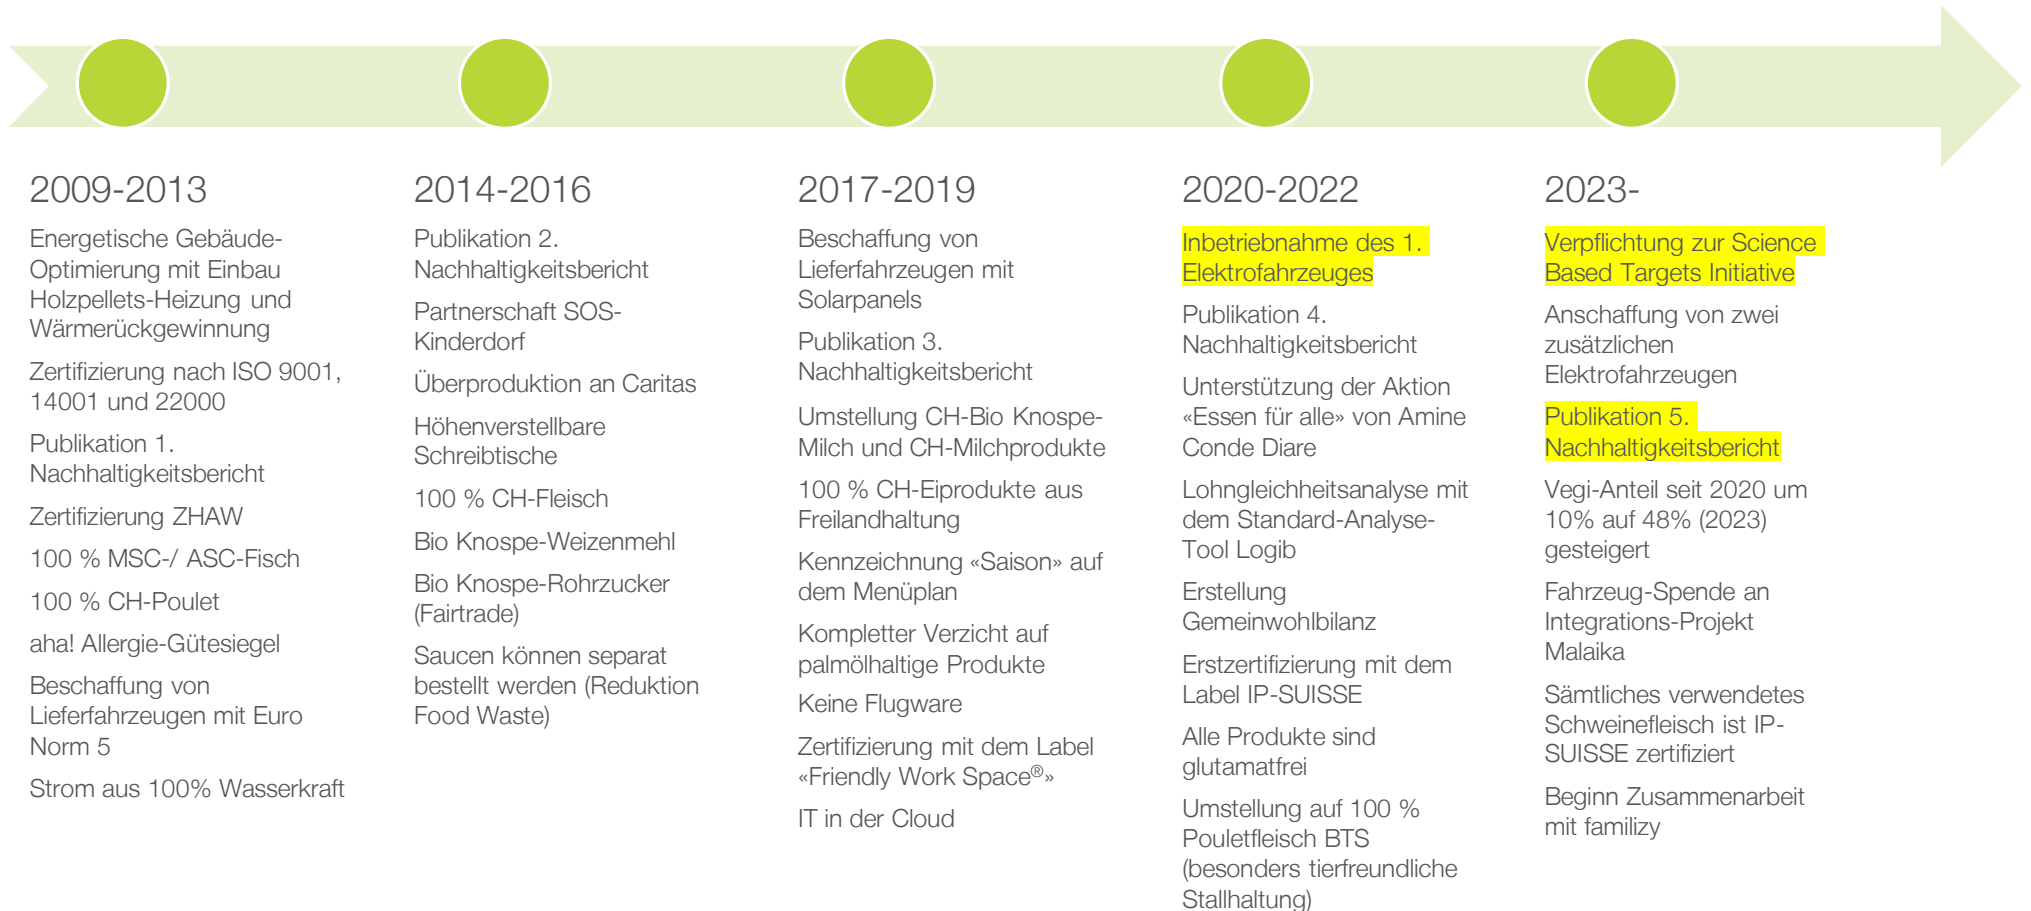 2009-2013
Energetische Gebäude-
Optimierung mit Einbau
Holzpellets-Heizung und
Wärmerückgewinnung
Zertifizierung nach ISO 9001,
14001 und 22000
Publikation 1.
Nachhaltigkeitsbericht
Zertifizierung ZHAW
100 % MSC-/ ASC-Fisch
100 % CH-Poulet
aha! Allergie-Gütesiegel
Beschaffung von
Lieferfahrzeugen mit Euro
Norm 5
Strom aus 100% Wasserkraft
2014-2016
Publikation 2.
Nachhaltigkeitsbericht
Partnerschaft SOS-
Kinderdorf
Überproduktion an Caritas
Höhenverstellbare
Schreibtische
100 % CH-Fleisch
Bio Knospe-Weizenmehl
Bio Knospe-Rohrzucker
(Fairtrade)
Saucen können separat
bestellt werden (Reduktion
Food Waste)
2017-2019
Beschaffung von
Lieferfahrzeugen mit
Solarpanels
Publikation 3.
Nachhaltigkeitsbericht
Umstellung CH-Bio Knospe-
Milch und CH-Milchprodukte
100 % CH-Eiprodukte aus
Freilandhaltung
Kennzeichnung «Saison» auf
dem Menüplan
Kompletter Verzicht auf
palmölhaltige Produkte
Keine Flugware
Zertifizierung mit dem Label
«Friendly Work Space®»
IT in der Cloud
2020-2022
Inbetriebnahme des 1.
Elektrofahrzeuges
Publikation 4.
Nachhaltigkeitsbericht
Unterstützung der Aktion
«Essen für alle» von Amine
Conde Diare
Lohngleichheitsanalyse mit
dem Standard-Analyse-
Tool Logib
Erstellung
Gemeinwohlbilanz
Erstzertifizierung mit dem
Label IP-SUISSE
Alle Produkte sind
glutamatfrei
Umstellung auf 100 %
Pouletfleisch BTS
(besonders tierfreundliche
Stallhaltung)
2023-
Verpflichtung zur Science
Based Targets Initiative
Anschaffung von zwei
zusätzlichen
Elektrofahrzeugen
Publikation 5.
Nachhaltigkeitsbericht
Vegi-Anteil seit 2020 um
10% auf 48% (2023)
gesteigert
Fahrzeug-Spende an
Integrations-Projekt
Malaika
Sämtliches verwendetes
Schweinefleisch ist IP-
SUISSE zertifiziert
Beginn Zusammenarbeit
mit familizy